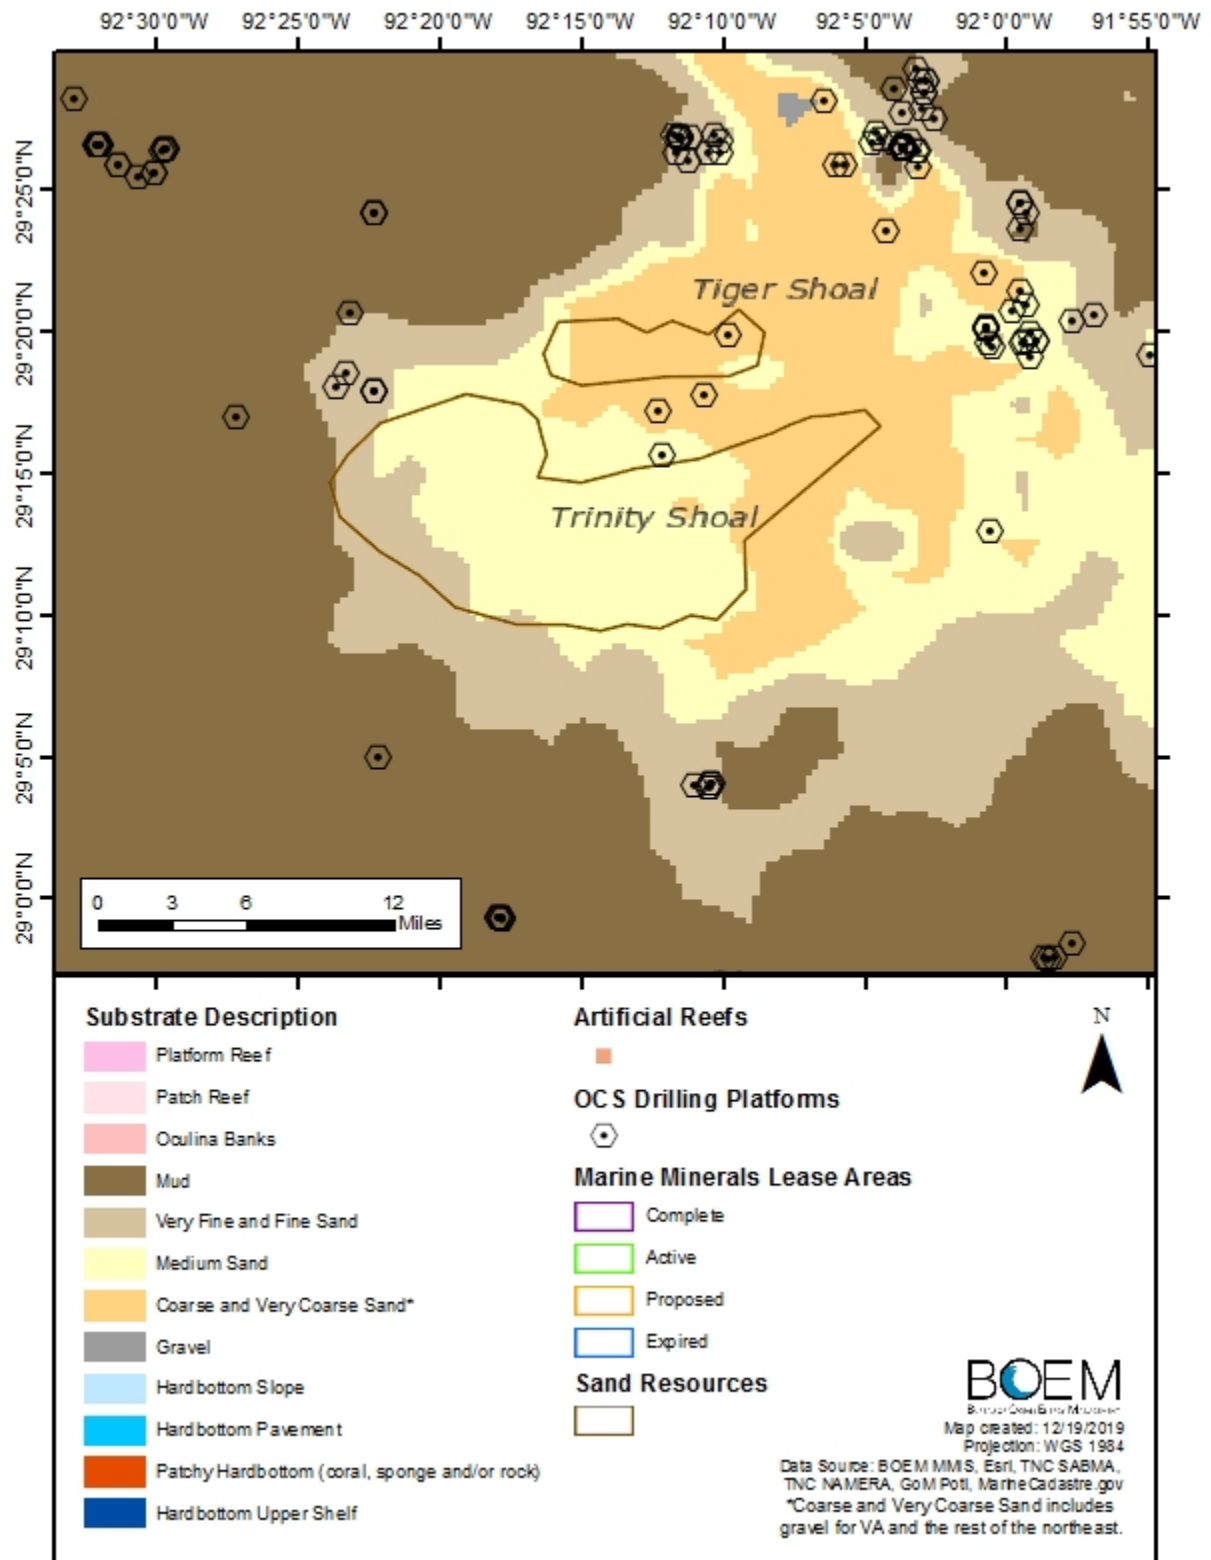 92°30'0"W 92°25'0"W 92°20'0"W 92°15'0"W 92°10'0"W 92°5'0"W 92°0'0"W 91°55'0"W
29°25'0"N
29°20'0"N
29°15'0"N
29°10'0"N
29°5'0"N
29°0'0"N
Tiger Shoal
Trinity Shoal
0 3 6 12
Miles
Substrate Description
Platform Reef
Patch Reef
Oculina Banks
Mud
Very Fine and Fine Sand
Medium Sand
Coarse and Very Coarse Sand*
Gravel
Hardbottom Slope
Hardbottom Pavement
Patchy Hardbottom (coral, sponge and/or rock)
Hardbottom Upper Shelf
Artificial Reefs
OCS Drilling Platforms
Marine Minerals Lease Areas
Complete
Active
Proposed
Expired
Sand Resources
N
BOEM
Map created: 12/19/2019
Projection: WGS 1984
Data Source: BOEM MMIS, Esri, TNC SABMA,
TNC NAMERA, GoM Poti, MarineCadastre.gov
*Coarse and Very Coarse Sand includes
gravel for VA and the rest of the northeast.